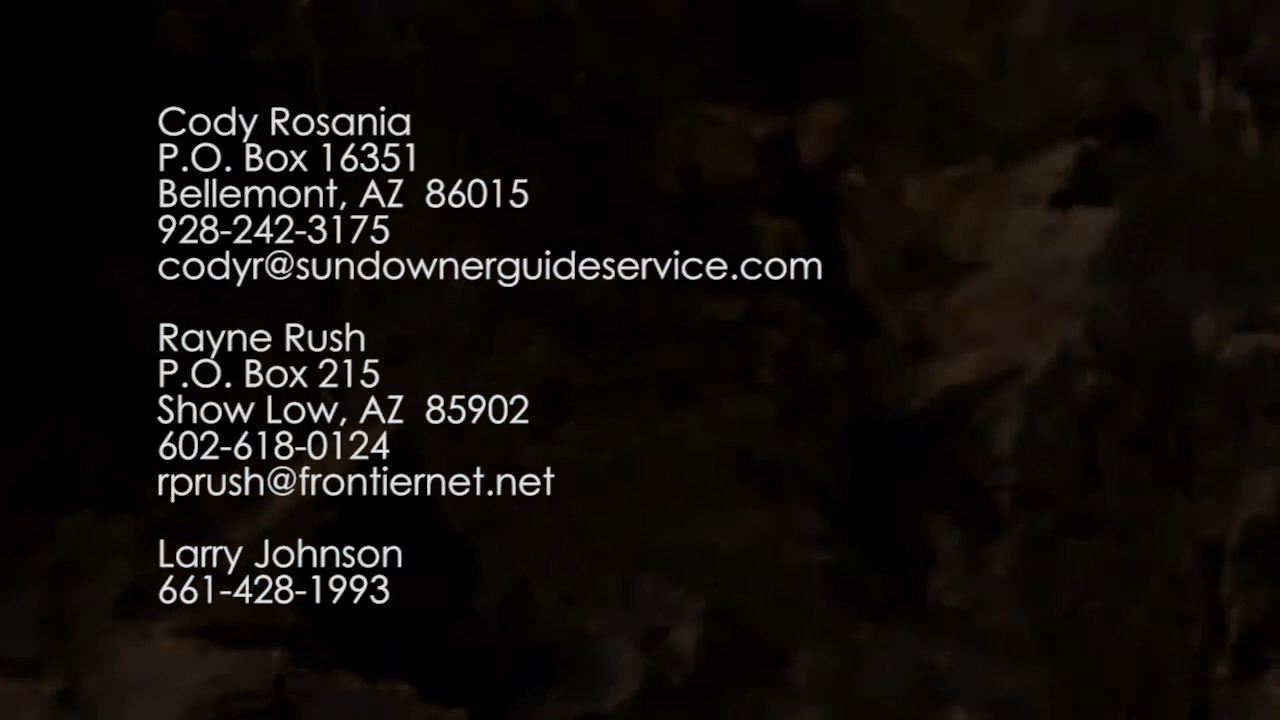 Cody Rosania
P.O. Box 16351
Bellemont, AZ  86015
928-242-3175
codyr@sundownerguideservice.com
Rayne Rush
P.O. Box 215
Show Low, AZ  85902
602-618-0124
rprush@frontiernet.net
Larry Johnson
661-428-1993